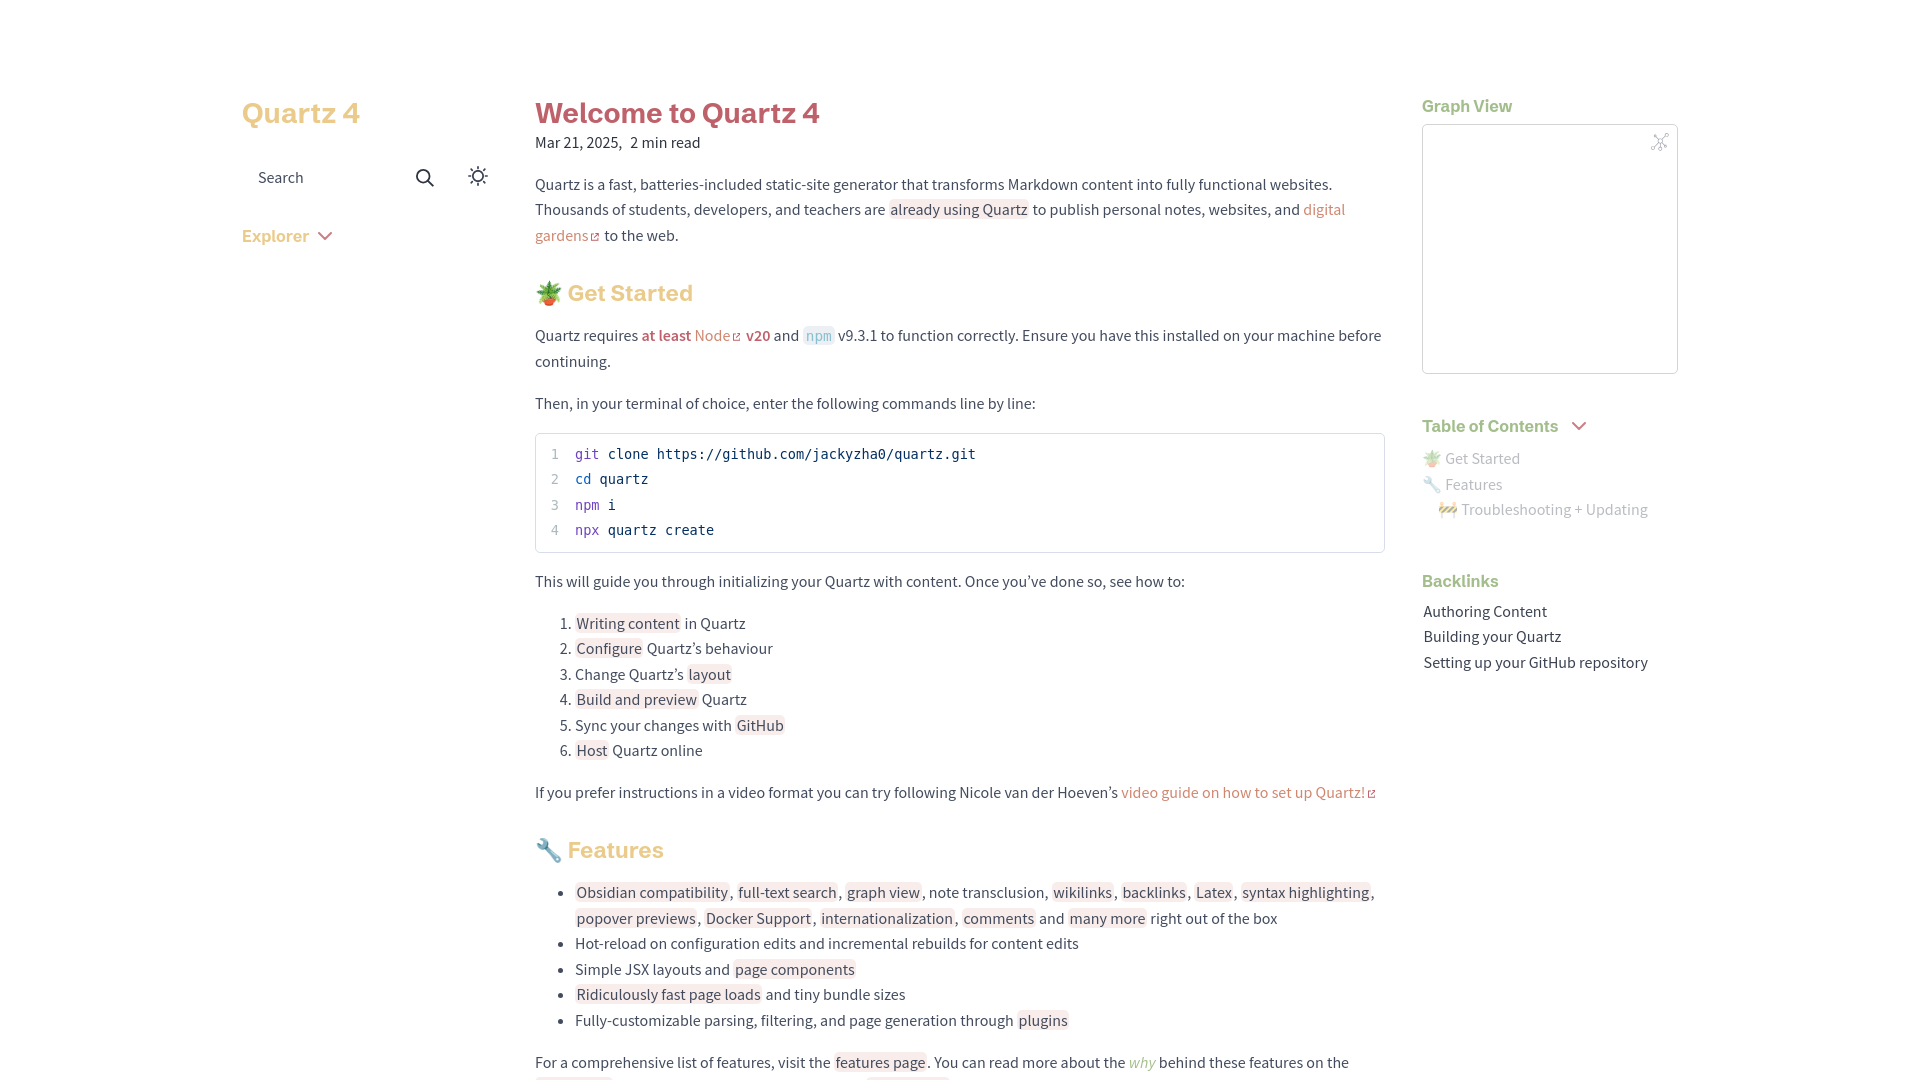 Quartz 4
Search
Explorer
Welcome to Quartz 4
Mar 21, 2025, 2 min read
Quartz is a fast, batteries-included static-site generator that transforms Markdown content into fully functional websites.
Thousands of students, developers, and teachers are already using Quartz to publish personal notes, websites, and digital
gardens to the web.
🪴 Get Started
Quartz requires at least Node v20 and npm v9.3.1 to function correctly. Ensure you have this installed on your machine before
continuing.
Then, in your terminal of choice, enter the following commands line by line:
1 git clone https://github.com/jackyzha0/quartz.git
2 cd quartz
3 npm i
4 npx quartz create
This will guide you through initializing your Quartz with content. Once you’ve done so, see how to:
1. Writing content in Quartz
2. Configure Quartz’s behaviour
3. Change Quartz’s layout
4. Build and preview Quartz
5. Sync your changes with GitHub
6. Host Quartz online
If you prefer instructions in a video format you can try following Nicole van der Hoeven’s video guide on how to set up Quartz!
🔧 Features
• Obsidian compatibility, full-text search, graph view, note transclusion, wikilinks, backlinks, Latex, syntax highlighting,
popover previews, Docker Support, internationalization, comments and many more right out of the box
• Hot-reload on configuration edits and incremental rebuilds for content edits
• Simple JSX layouts and page components
• Ridiculously fast page loads and tiny bundle sizes
• Fully-customizable parsing, filtering, and page generation through plugins
For a comprehensive list of features, visit the features page. You can read more about the why behind these features on the
Graph View
Table of Contents
🪴 Get Started
🔧 Features
🚧 Troubleshooting + Updating
Backlinks
Authoring Content
Building your Quartz
Setting up your GitHub repository